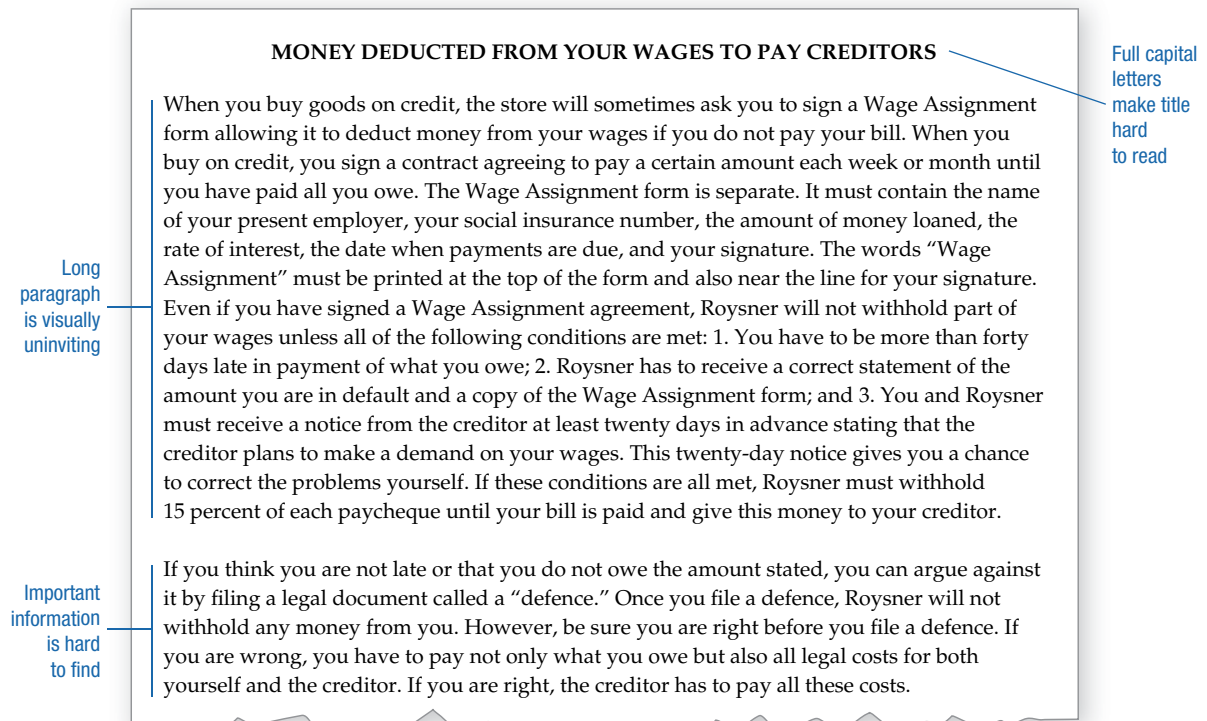 MONEY DEDUCTED FROM YOUR WAGES TO PAY CREDITORS
Full capital
letters
make title
hard
to read
When you buy goods on credit, the store will sometimes ask you to sign a Wage Assignment
form allowing it to deduct money from your wages if you do not pay your bill. When you
buy on credit, you sign a contract agreeing to pay a certain amount each week or month until
you have paid all you owe. The Wage Assignment form is separate. It must contain the name
of your present employer, your social insurance number, the amount of money loaned, the
rate of interest, the date when payments are due, and your signature. The words “Wage
Assignment” must be printed at the top of the form and also near the line for your signature.
Even if you have signed a Wage Assignment agreement, Roysner will not withhold part of
your wages unless all of the following conditions are met: 1. You have to be more than forty
days late in payment of what you owe; 2. Roysner has to receive a correct statement of the
amount you are in default and a copy of the Wage Assignment form; and 3. You and Roysner
must receive a notice from the creditor at least twenty days in advance stating that the
creditor plans to make a demand on your wages. This twenty-day notice gives you a chance
to correct the problems yourself. If these conditions are all met, Roysner must withhold
15 percent of each paycheque until your bill is paid and give this money to your creditor.
Long
paragraph
is visually
uninviting
If you think you are not late or that you do not owe the amount stated, you can argue against
it by filing a legal document called a “defence.” Once you file a defence, Roysner will not
withhold any money from you. However, be sure you are right before you file a defence. If
you are wrong, you have to pay not only what you owe but also all legal costs for both
yourself and the creditor. If you are right, the creditor has to pay all these costs.
Important
information
is hard
to find